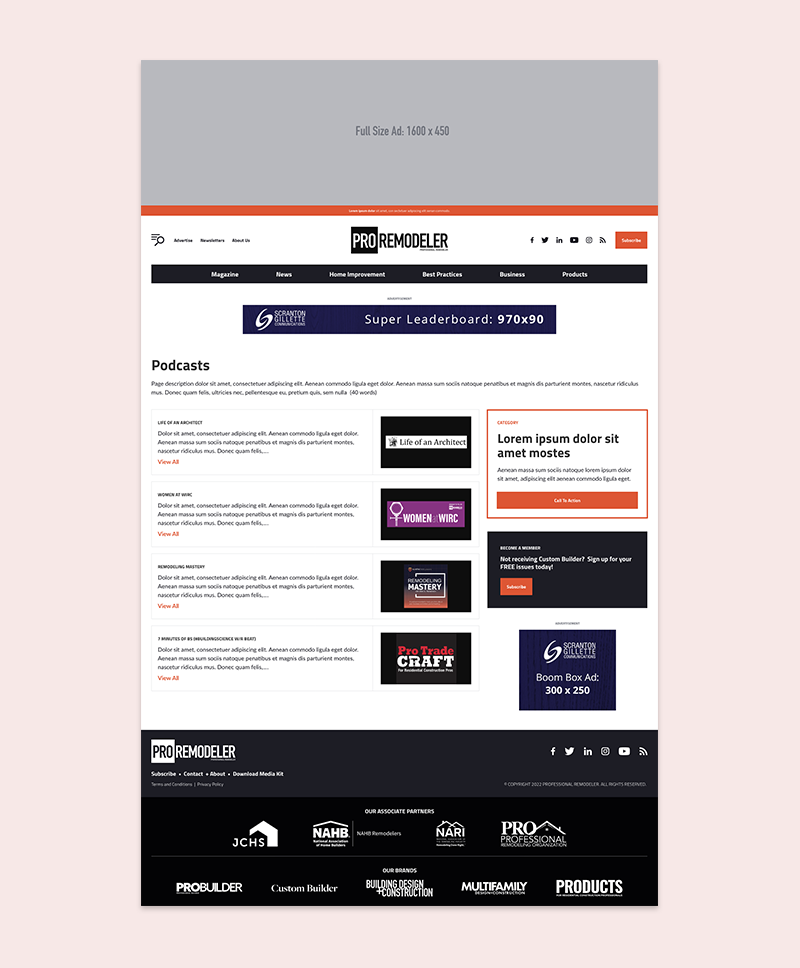 Full Size Ad: 1600 x 450
Lorem ipsum dolor sit amet, con sectetuer adipiscing elit. Aenean commodo.
Advertise Newsletters About Us
PRO REMODELER
Subscribe
Magazine News Home Improvement Best Practices Business Products
ADVERTISEMENT
SCRANTON
GILLETTE
COMMUNICATIONS
Super Leaderboard: 970x90
Podcasts
Page description dolor sit amet, consectetuer adipiscing elit. Aenean commodo ligula eget dolor. Aenean massa sum sociis natoque penatibus et magnis dis parturient montes, nascetur ridiculus
mus. Donec quam felis, ultricies nec, pellentesque eu, pretium quis, sem nulla (40 words)
LIFE OF AN ARCHITECT
Dolor sit amet, consectetuer adipiscing elit. Aenean commodo ligula eget dolor.
Aenean massa sum sociis natoque penatibus et magnis dis parturient montes,
nascetur ridiculus mus. Donec quam felis,...
View All
Life of an Architect
WOMEN AT WIRC
Dolor sit amet, consectetuer adipiscing elit. Aenean commodo ligula eget dolor.
Aenean massa sum sociis natoque penatibus et magnis dis parturient montes,
nascetur ridiculus mus. Donec quam felis,...
View All
WOMEN at WIRC
REMODELING MASTERY
Dolor sit amet, consectetuer adipiscing elit. Aenean commodo ligula eget dolor.
Aenean massa sum sociis natoque penatibus et magnis dis parturient montes,
nascetur ridiculus mus. Donec quam felis,...
View All
REMODELING
MASTERY
7 MINUTES OF BS (#BUILDINGSCIENCE W/R BEAT)
Dolor sit amet, consectetuer adipiscing elit. Aenean commodo ligula eget dolor.
Aenean massa sum sociis natoque penatibus et magnis dis parturient montes,
nascetur ridiculus mus. Donec quam felis,...
View All
Pro Trade
CRAFT
For Residential Construction Pros
CATEGORY
Lorem ipsum dolor sit
amet mostes
Aenean massa sum sociis natoque lorem ipsum dolor
sit amet, adipiscing elit aenean commodo ligula.
Call To Action
BECOME A MEMBER
Not receiving Custom Builder? Sign up for your
FREE issues today!
Subscribe
ADVERTISEMENT
SCRANTON
GILLETTE
COMMUNICATIONS
Boom Box Ad:
300 x 250
PRO REMODELER
Subscribe • Contact • About • Download Media Kit
Terms and Conditions | Privacy Policy
© COPYRIGHT 2022 PROFESSIONAL REMODELER. ALL RIGHTS RESERVED.
OUR ASSOCIATE PARTNERS
JCHS
NAHB
National Association
of Home Builders
NAHB Remodelers
NARI
Remodeling Done Right.
PRO
PROFESSIONAL
REMODELING ORGANIZATION
OUR BRANDS
PROBUILDER
Custom Builder
BUILDING DESIGN
+CONSTRUCTION
MULTIFAMILY
DESIGN+CONSTRUCTION
PRODUCTS
FOR RESIDENTIAL CONSTRUCTION PROFESSIONALS